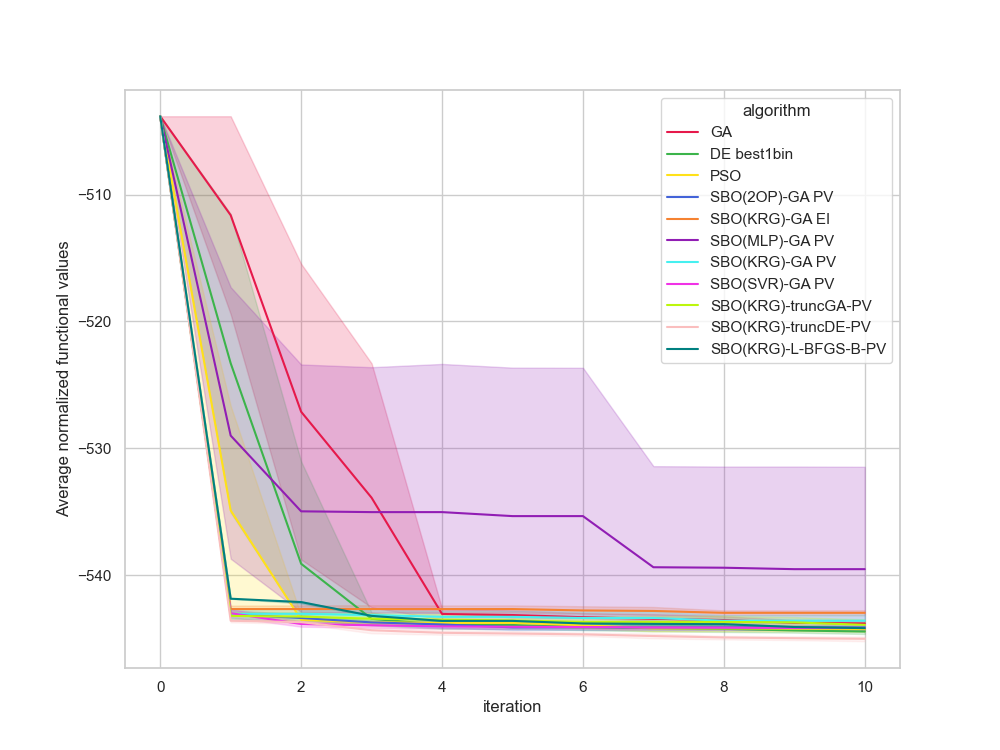 algorithm
GA
DE best1bin
PSO
SBO(2OP)-GA PV
SBO(KRG)-GA EI
SBO(MLP)-GA PV
SBO(KRG)-GA PV
SBO(SVR)-GA PV
SBO(KRG)-truncGA-PV
SBO(KRG)-truncDE-PV
SBO(KRG)-L-BFGS-B-PV
Average normalized functional values
−510
−520
−530
−540
0 2 4 6 8 10
iteration